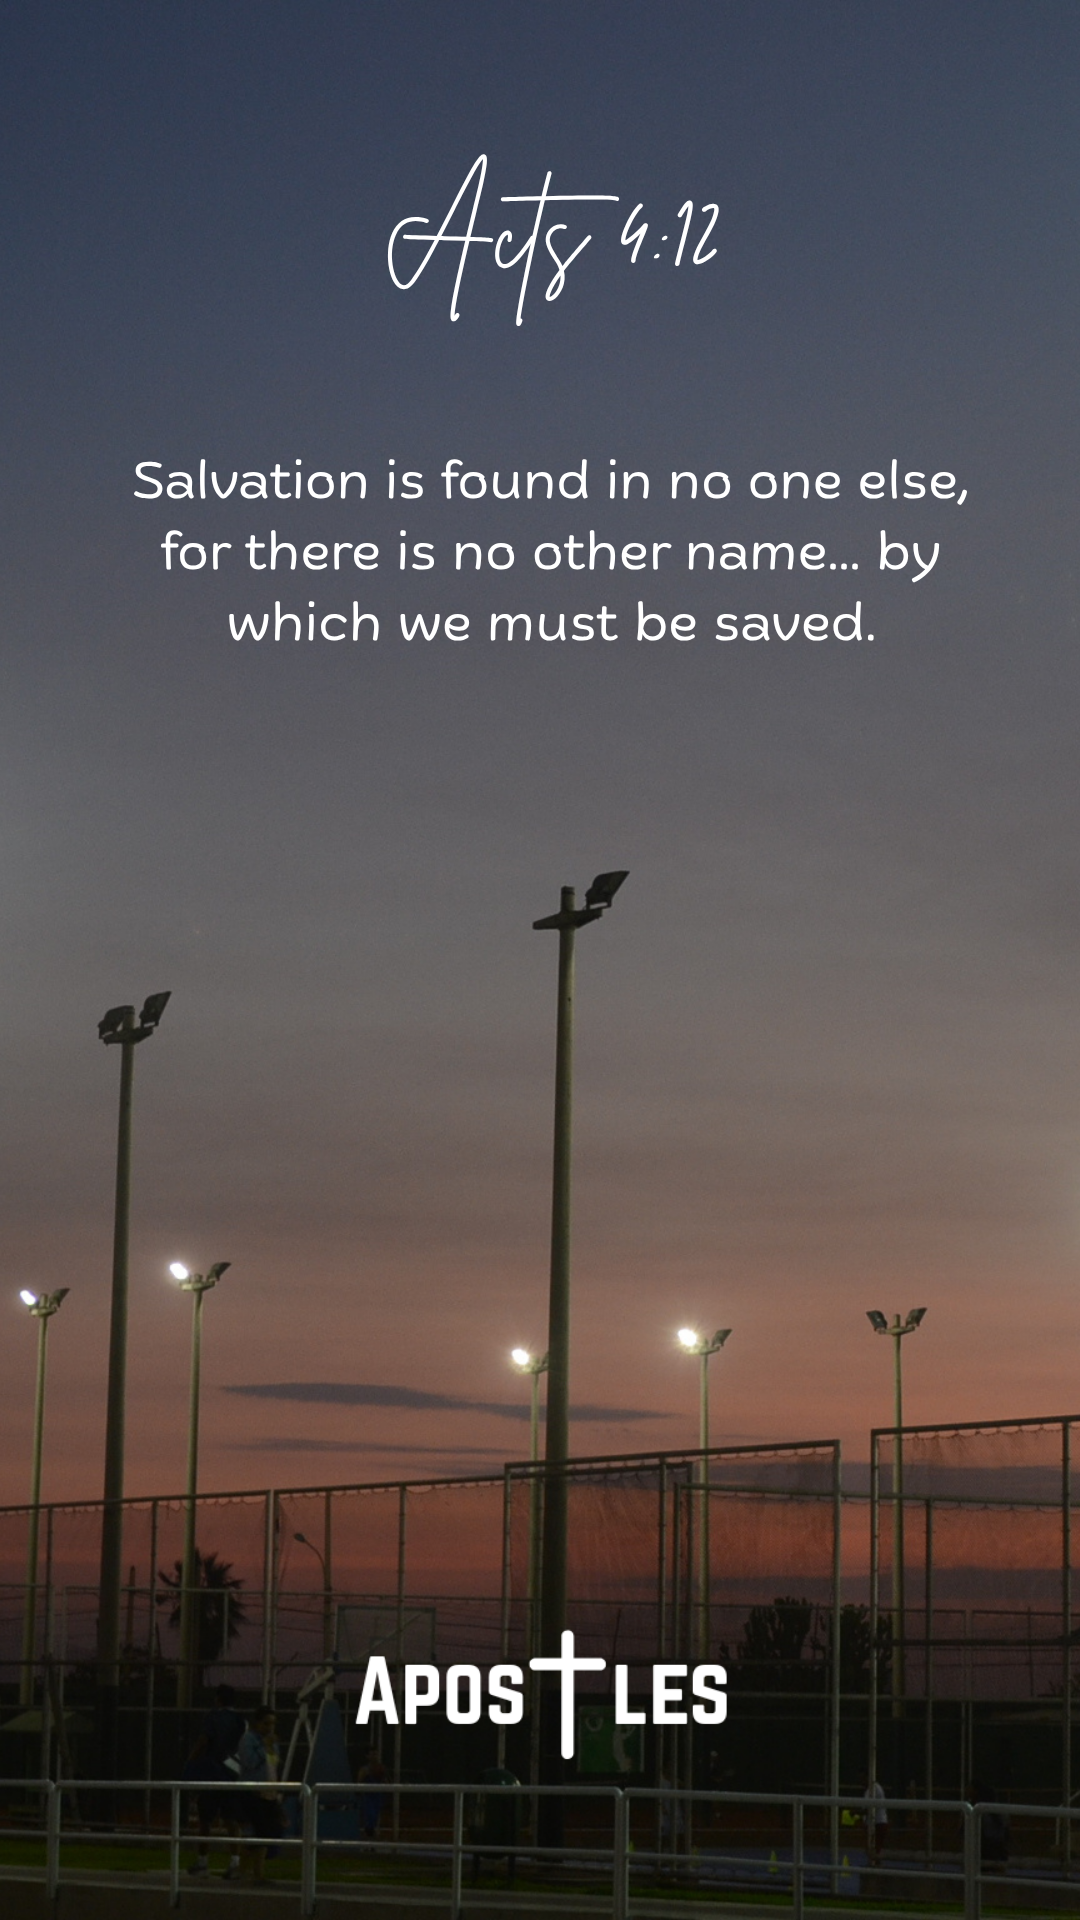 Acts 4:12
Salvation is found in no one else,
for there is no other name... by
which we must be saved.
APOSTLES